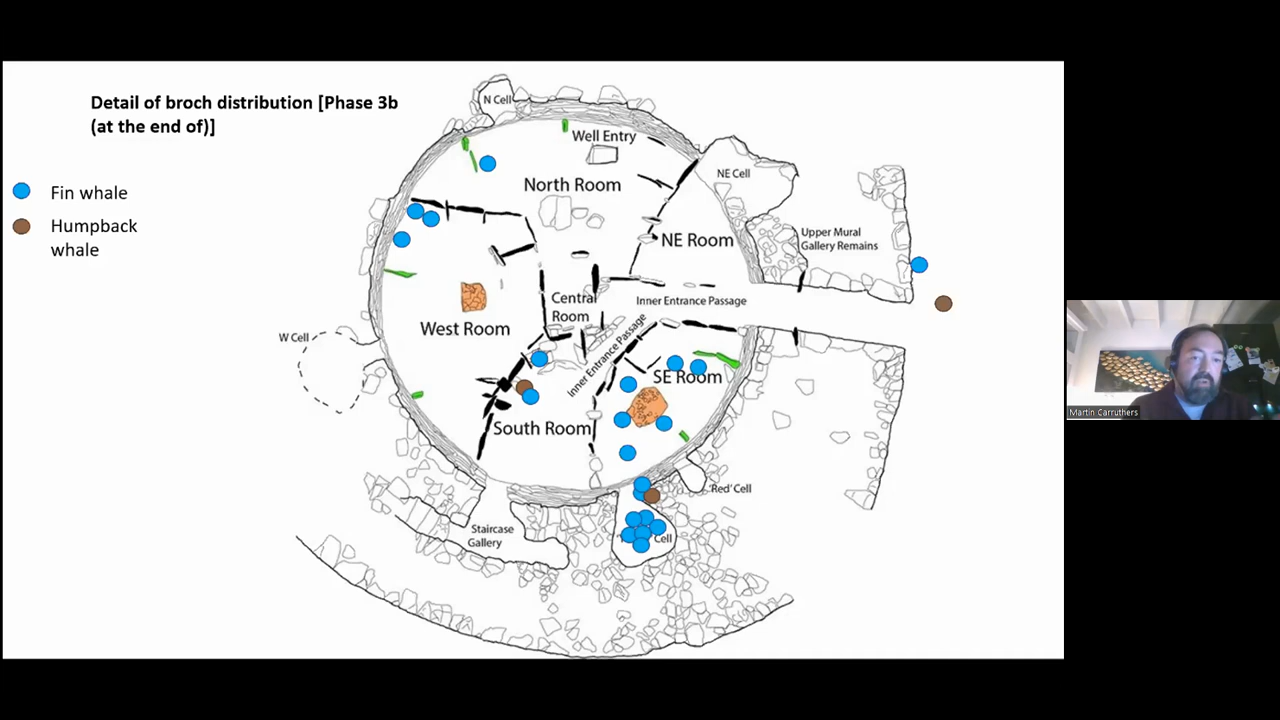 Detail of broch distribution [Phase 3b
(at the end of)]
Fin whale
Humpback
whale
N Cell
Well Entry
North Room
NE Cell
NE Room
Upper Mural
Gallery Remains
Inner Entrance Passage
Central
Room
West Room
W Cell
Inner Entrance Passage
SE Room
South Room
'Red' Cell
Staircase
Gallery
Cell
Martin Carruthers